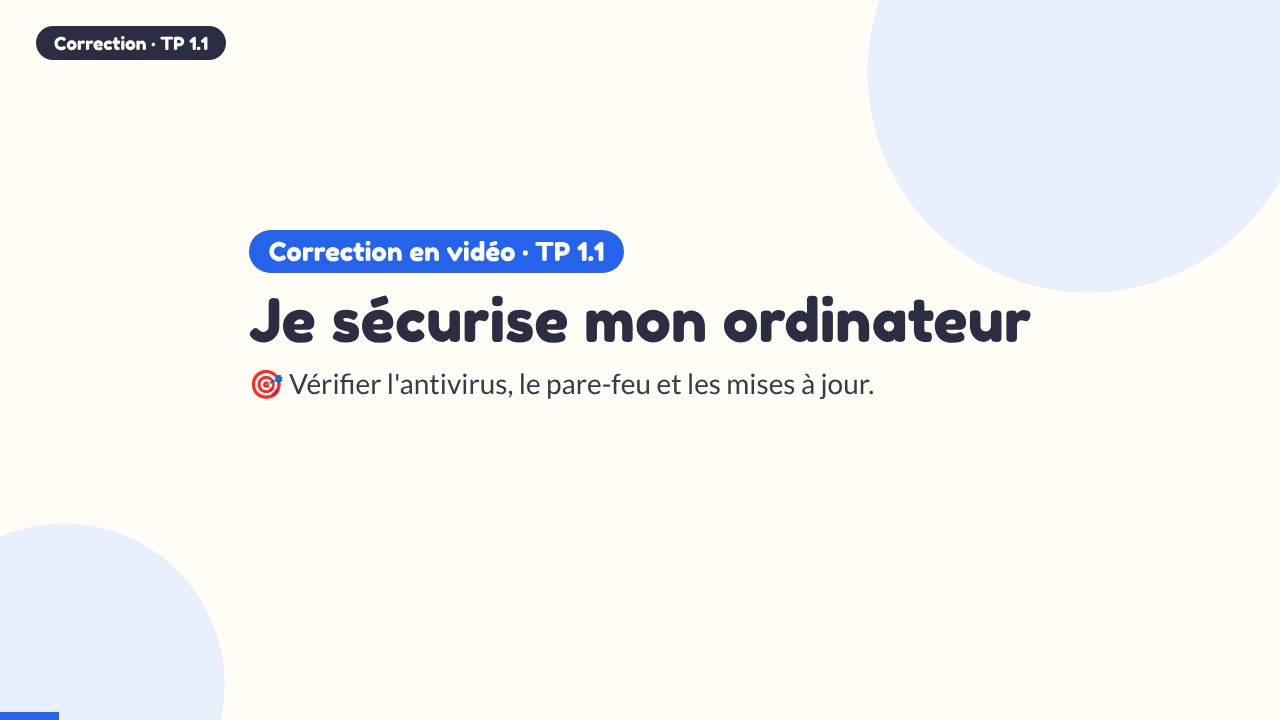 Correction · TP 1.1
Correction en vidéo · TP 1.1
Je sécurise mon ordinateur
🎯 Vérifier l'antivirus, le pare-feu et les mises à jour.